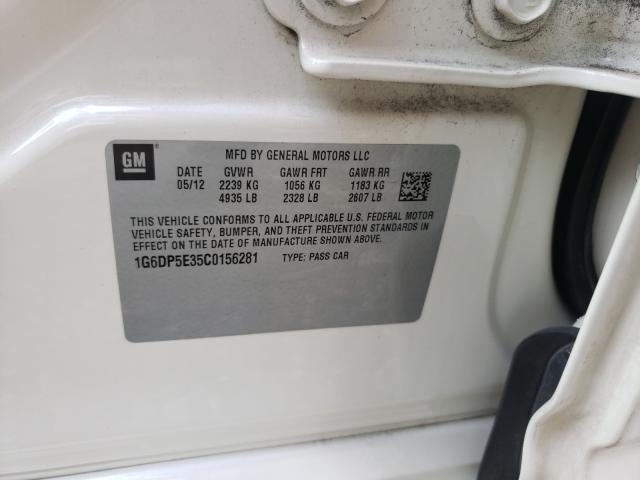 GM
MFD BY GENERAL MOTORS LLC
DATE GVWR GAWR FRT GAWR RR
05/12 2239 KG 1056 KG 1183 KG
4935 LB 2328 LB 2607 LB
THIS VEHICLE CONFORMS TO ALL APPLICABLE U.S. FEDERAL MOTOR
VEHICLE SAFETY, BUMPER, AND THEFT PREVENTION STANDARDS IN
EFFECT ON THE DATE OF MANUFACTURE SHOWN ABOVE.
1G6DP5E35C0156281 TYPE: PASS CAR